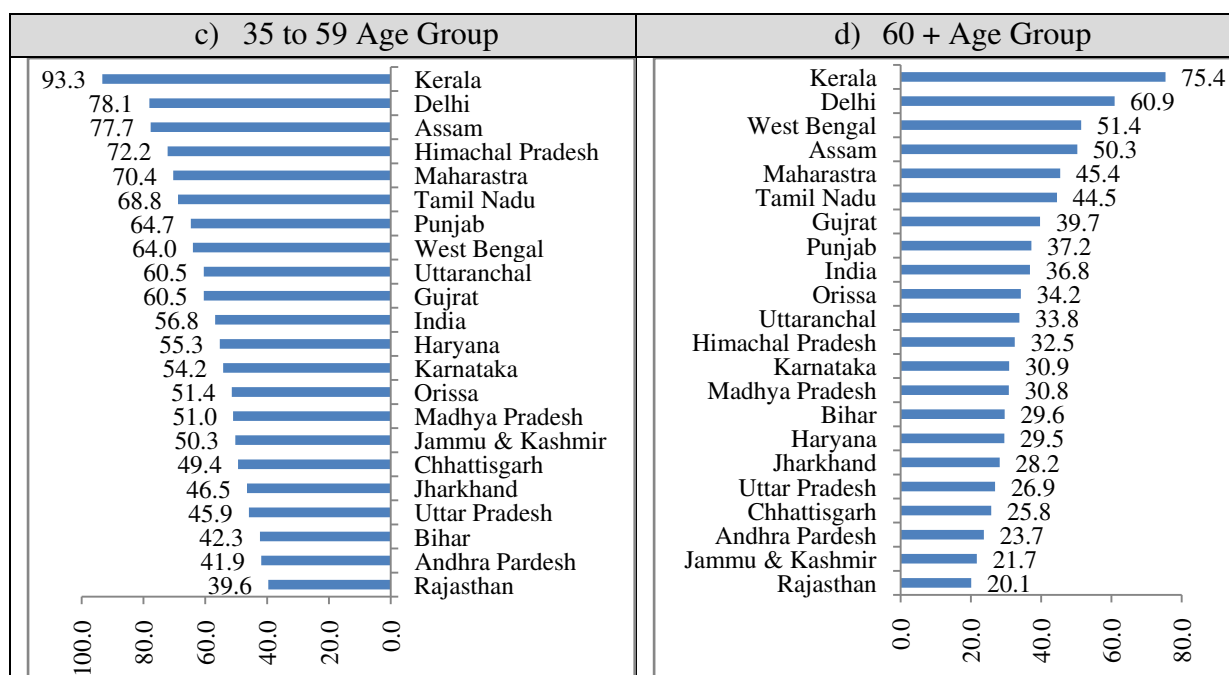 c) 35 to 59 Age Group
93.3 Kerala
78.1 Delhi
77.7 Assam
72.2 Himachal Pradesh
70.4 Maharastra
68.8 Tamil Nadu
64.7 Punjab
64.0 West Bengal
60.5 Uttaranchal
60.5 Gujrat
56.8 India
55.3 Haryana
54.2 Karnataka
51.4 Orissa
51.0 Madhya Pradesh
50.3 Jammu & Kashmir
49.4 Chhattisgarh
46.5 Jharkhand
45.9 Uttar Pradesh
42.3 Bihar
41.9 Andhra Pardesh
39.6 Rajasthan
100.0 80.0 60.0 40.0 20.0 0.0
d) 60 + Age Group
Kerala 75.4
Delhi 60.9
West Bengal 51.4
Assam 50.3
Maharastra 45.4
Tamil Nadu 44.5
Gujrat 39.7
Punjab 37.2
India 36.8
Orissa 34.2
Uttaranchal 33.8
Himachal Pradesh 32.5
Karnataka 30.9
Madhya Pradesh 30.8
Bihar 29.6
Haryana 29.5
Jharkhand 28.2
Uttar Pradesh 26.9
Chhattisgarh 25.8
Andhra Pardesh 23.7
Jammu & Kashmir 21.7
Rajasthan 20.1
0.0 20.0 40.0 60.0 80.0